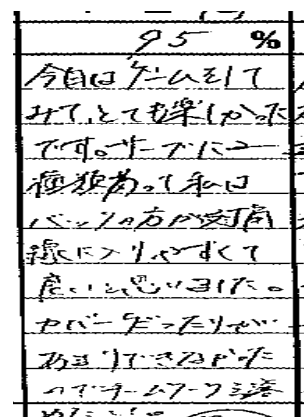 95 %
今日はゲームをして
みて、とても楽しかった
です。サーブに2
種類あって私は
バックの方が対角
線に入りやすくて
良いと思いました。
カバーだったりが
あまりできなかった
のでチームワークを